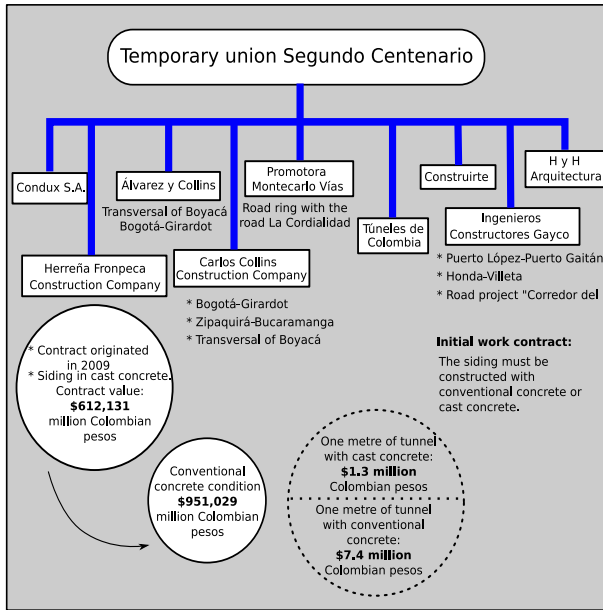 Temporary union Segundo Centenario
Condux S.A.
Herreña Fronpeca
Construction Company
Álvarez y Collins
Transversal of Boyacá
Bogotá-Girardot
Carlos Collins
Construction Company
* Bogotá-Girardot
* Zipaquirá-Bucaramanga
* Transversal of Boyacá
Promotora
Montecarlo Vías
Road ring with the
road La Cordialidad
Túneles de
Colombia
Construirte
Ingenieros
Constructores Gayco
* Puerto López-Puerto Gaitán
* Honda-Villeta
* Road project "Corredor del
H y H
Arquitectura
* Contract originated
in 2009
* Siding in cast concrete.
Contract value:
$612,131
million Colombian
pesos
Conventional
concrete condition
$951,029
million Colombian
pesos
One metre of tunnel
with cast concrete:
$1.3 million
Colombian pesos
One metre of tunnel
with conventional
concrete:
$7.4 million
Colombian pesos
Initial work contract:
The siding must be
constructed with
conventional concrete or
cast concrete.